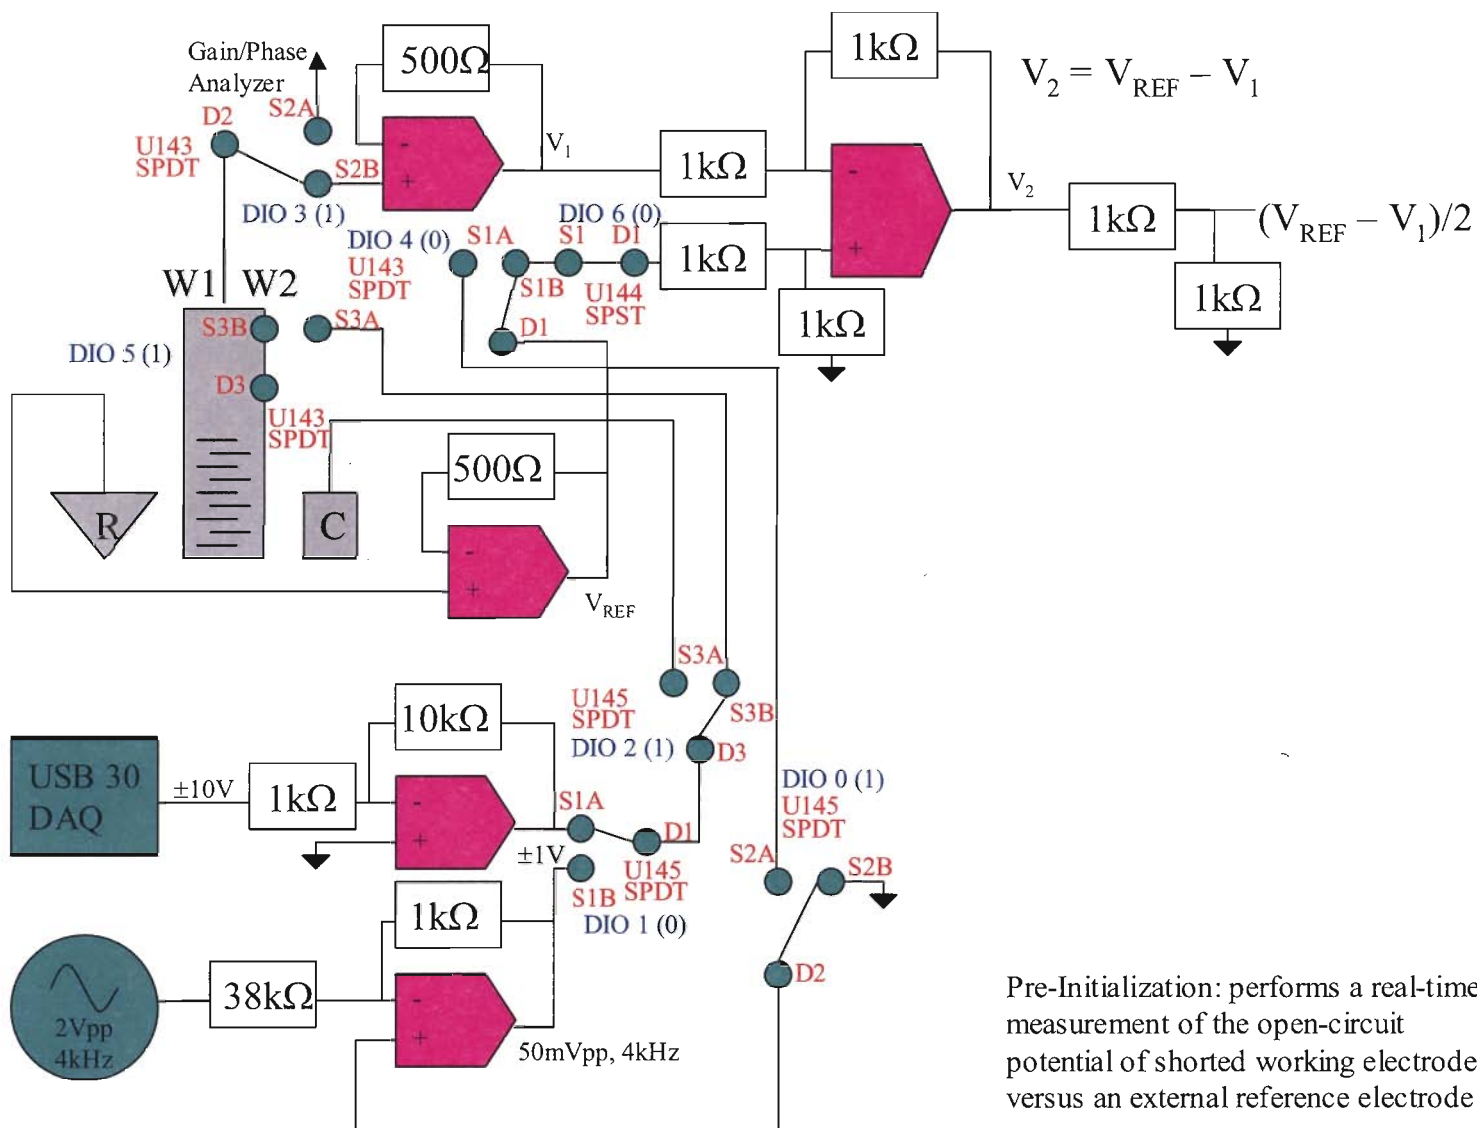 Gain/Phase
Analyzer
500Ω
1kΩ
V2 = VREF – V1
D2
S2A
U143
SPDT
S2B
-
+
V1
1kΩ
-
+
V2
1kΩ
(VREF – V1)/2
DIO 3 (1)
DIO 4 (0)
S1A
DIO 6 (0)
S1
D1
1kΩ
U143
SPDT
S1B
U144
SPST
W1
W2
1kΩ
1kΩ
S3B
S3A
D1
DIO 5 (1)
D3
U143
SPDT
500Ω
R
C
-
+
VREF
S3A
U145
SPDT
S3B
DIO 2 (1)
D3
10kΩ
USB 30
DAQ
±10V
1kΩ
-
+
S1A
D1
DIO 0 (1)
U145
SPDT
±1V
U145
SPDT
S2A
S2B
S1B
DIO 1 (0)
1kΩ
2Vpp
4kHz
38kΩ
-
+
50mVpp, 4kHz
D2
Pre-Initialization: performs a real-time
measurement of the open-circuit
potential of shorted working electrode
versus an external reference electrode